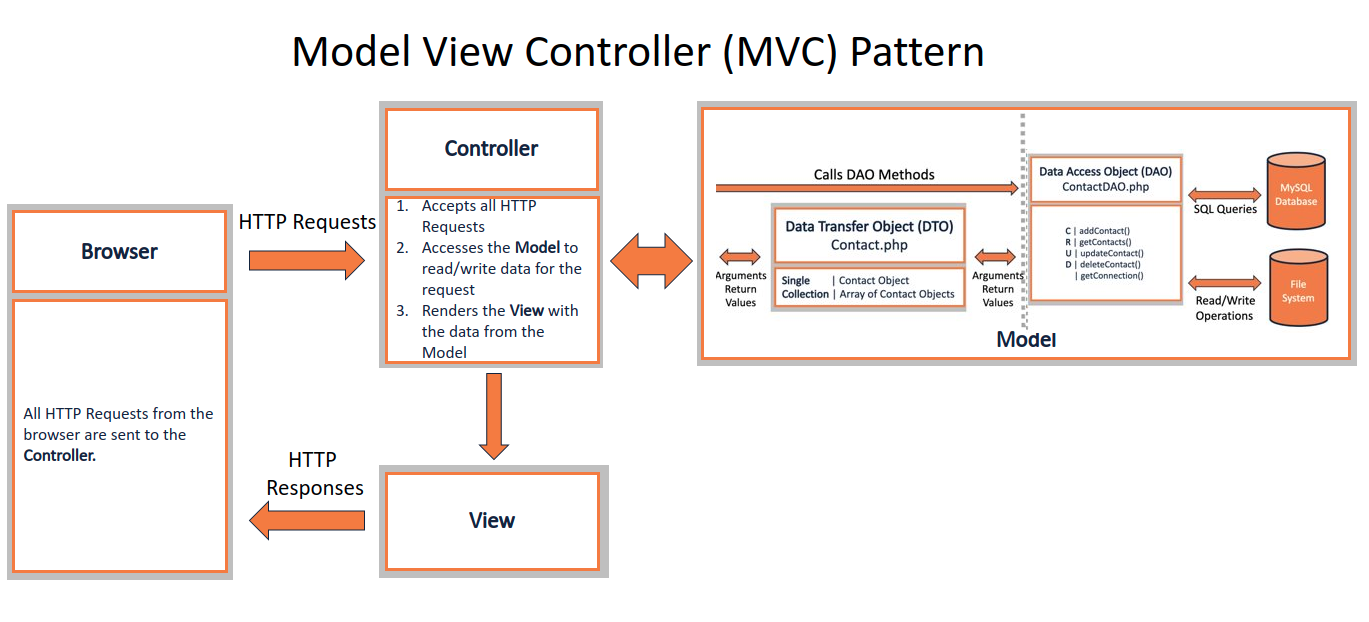 Model View Controller (MVC) Pattern
Browser
All HTTP Requests from the
browser are sent to the
Controller.
HTTP Requests
Controller
1. Accepts all HTTP
Requests
2. Accesses the Model to
read/write data for the
request
3. Renders the View with
the data from the
Model
HTTP
Responses
View
Calls DAO Methods
Arguments
Return
Values
Data Transfer Object (DTO)
Contact.php
Single | Contact Object
Collection | Array of Contact Objects
Arguments
Return
Values
Data Access Object (DAO)
ContactDAO.php
C | addContact()
R | getContacts()
U | updateContact()
D | deleteContact()
| getConnection()
SQL Queries
MySQL
Database
Read/Write
Operations
File
System
Model